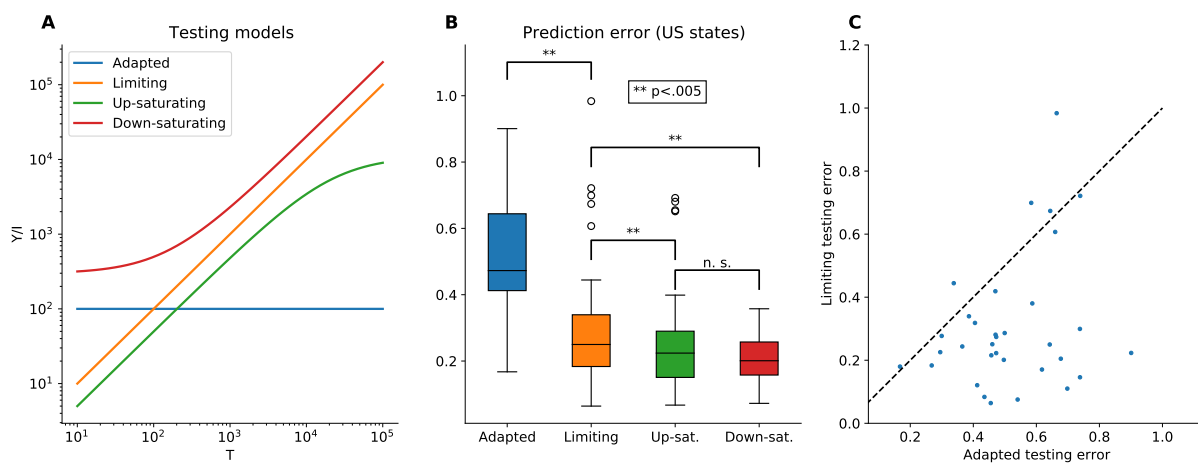 A
Testing models
Adapted
Limiting
Up-saturating
Down-saturating
10^5
10^4
10^3
10^2
10^1
Y/I
10^1 10^2 10^3 10^4 10^5
T
B
Prediction error (US states)
**
** p<.005
**
**
n. s.
1.0
0.8
0.6
0.4
0.2
Adapted Limiting Up-sat. Down-sat.
C
1.2
1.0
0.8
0.6
0.4
0.2
0.0
Limiting testing error
0.2 0.4 0.6 0.8 1.0
Adapted testing error